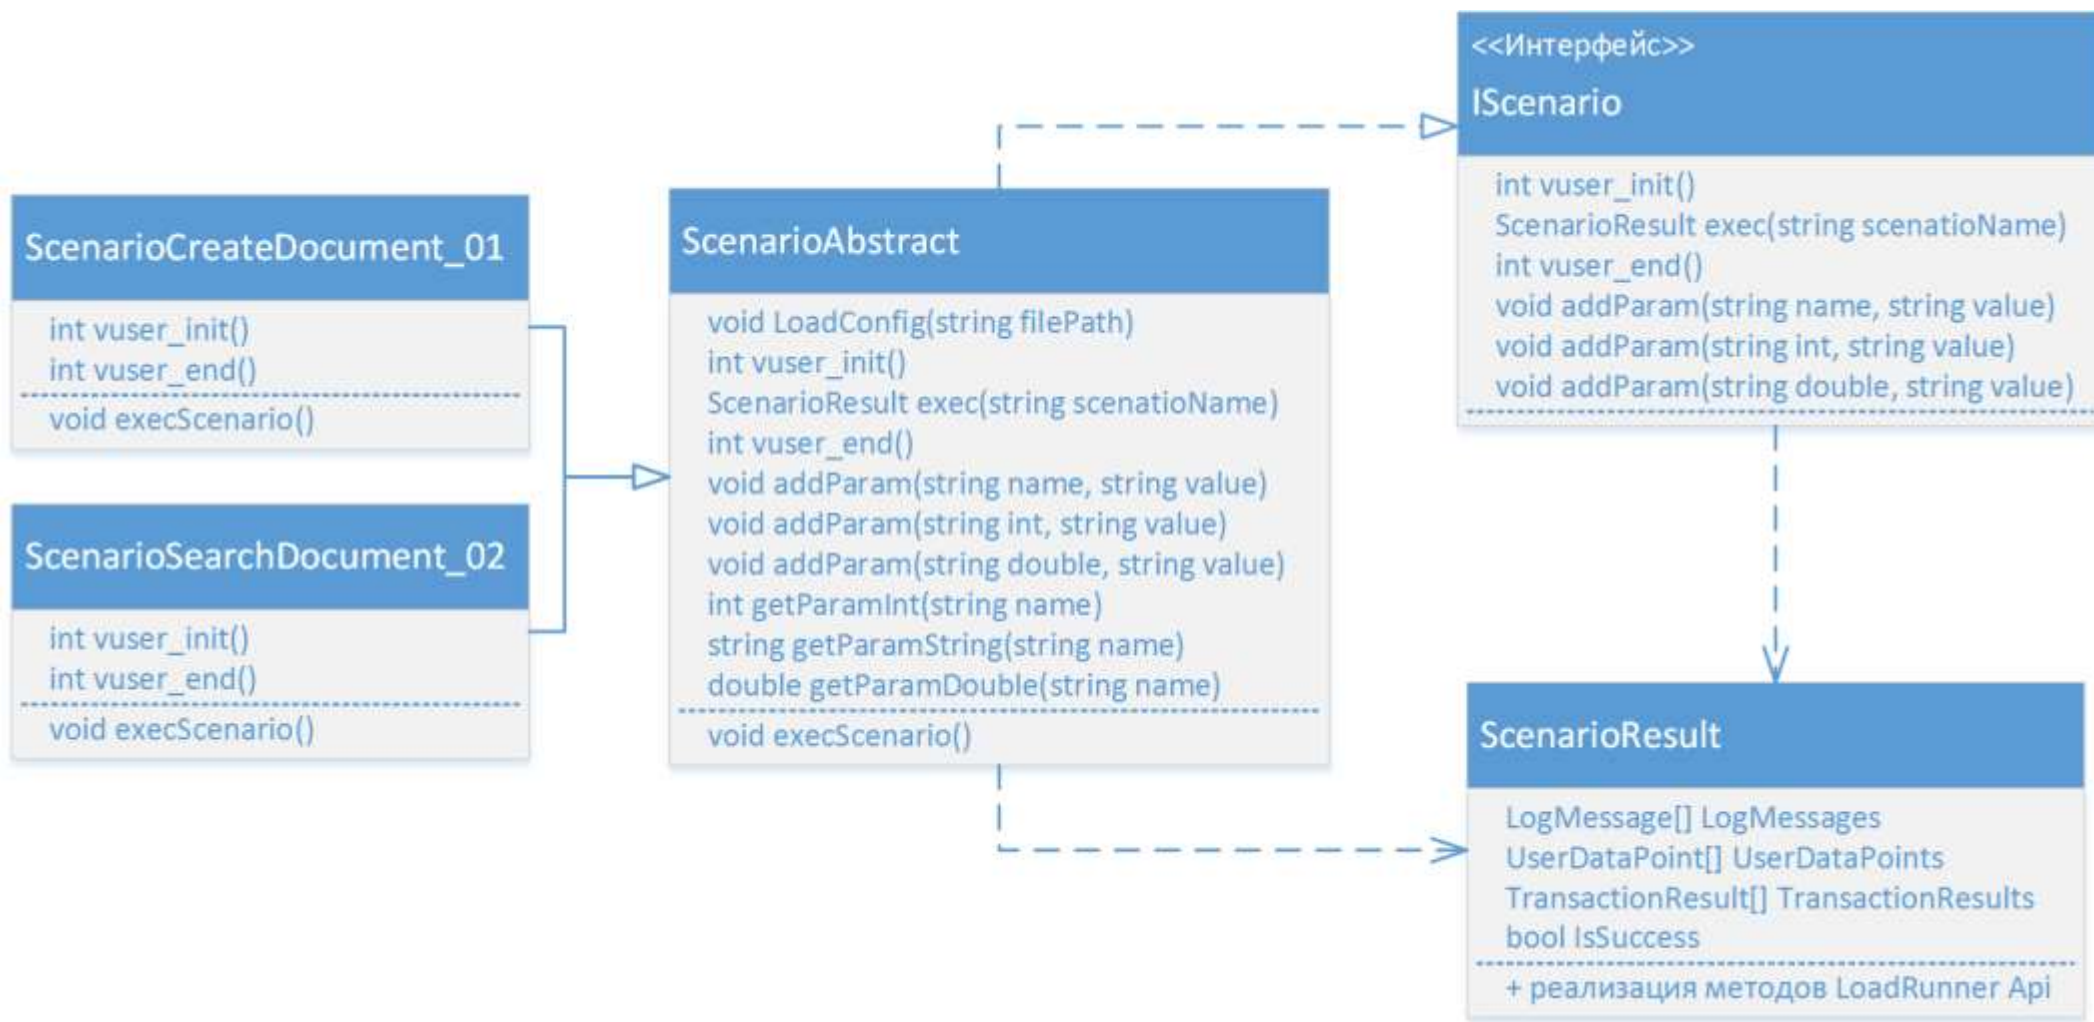 <<Интерфейс>>
IScenario
int vuser_init()
ScenarioResult exec(string scenatioName)
int vuser_end()
void addParam(string name, string value)
void addParam(string int, string value)
void addParam(string double, string value)
ScenarioCreateDocument_01
int vuser_init()
int vuser_end()
void execScenario()
ScenarioSearchDocument_02
int vuser_init()
int vuser_end()
void execScenario()
ScenarioAbstract
void LoadConfig(string filePath)
int vuser_init()
ScenarioResult exec(string scenatioName)
int vuser_end()
void addParam(string name, string value)
void addParam(string int, string value)
void addParam(string double, string value)
int getParamInt(string name)
string getParamString(string name)
double getParamDouble(string name)
void execScenario()
ScenarioResult
LogMessage[] LogMessages
UserDataPoint[] UserDataPoints
TransactionResult[] TransactionResults
bool IsSuccess
+ реализация методов LoadRunner Api